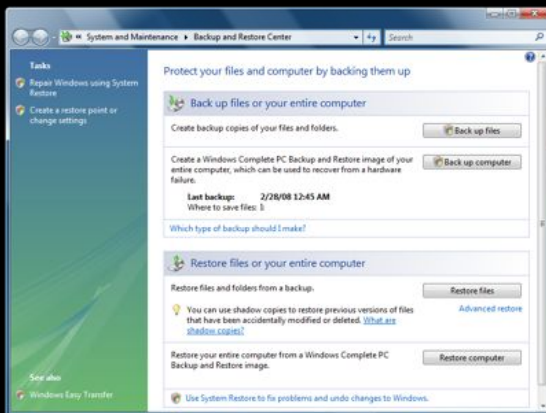 System and Maintenance ▸ Backup and Restore Center
Search
Tasks
Repair Windows using System
Restore
Create a restore point or
change settings
See also
Windows Easy Transfer
Protect your files and computer by backing them up
Back up files or your entire computer
Create backup copies of your files and folders.
Back up files
Create a Windows Complete PC Backup and Restore image of your
entire computer, which can be used to recover from a hardware
failure.
Back up computer
Last backup: 2/28/08 12:45 AM
Where to save files: I:
Which type of backup should I make?
Restore files or your entire computer
Restore files and folders from a backup.
Restore files
You can use shadow copies to restore previous versions of files
that have been accidentally modified or deleted. What are
shadow copies?
Advanced restore
Restore your entire computer from a Windows Complete PC
Backup and Restore image.
Restore computer
Use System Restore to fix problems and undo changes to Windows.